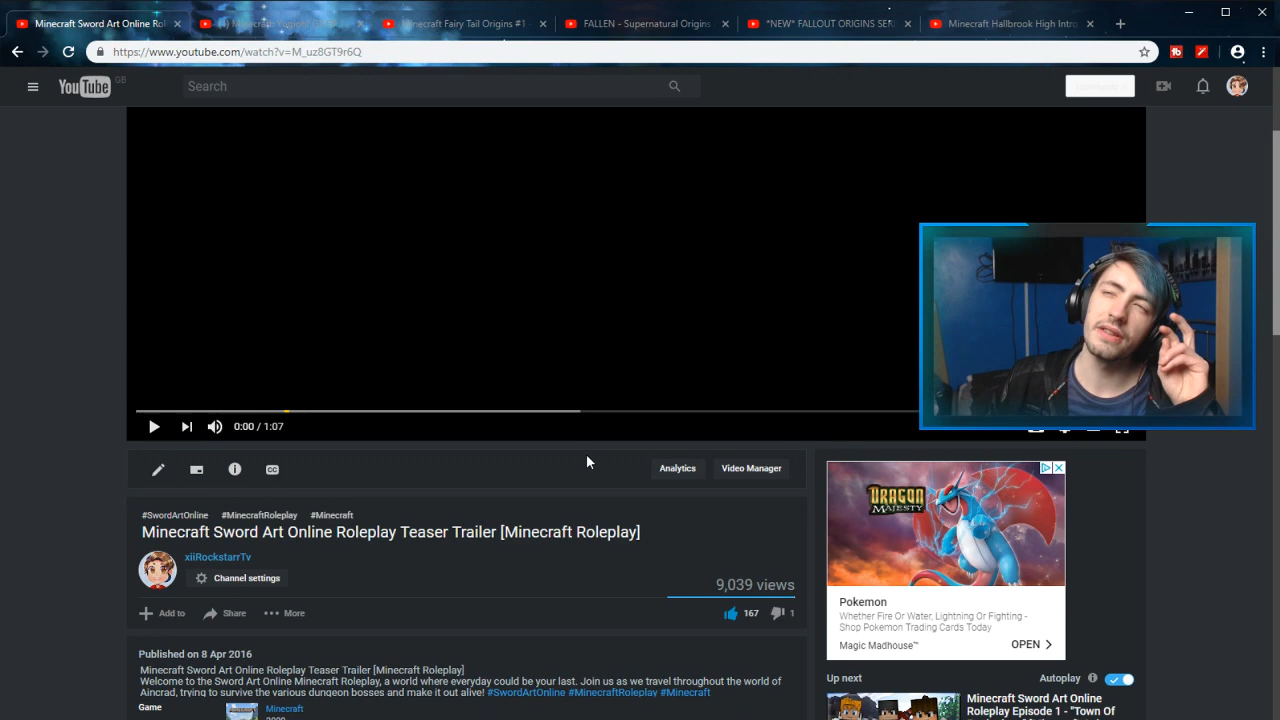 Minecraft Sword Art Online Rol
Minecraft Fairy Tail Origins #1
FALLEN - Supernatural Origins
*NEW* FALLOUT ORIGINS SER
Minecraft Hallbrook High Intro
https://www.youtube.com/watch?v=M_uz8GT9r6Q
YouTube GB
Search
0:00 / 1:07
Analytics
Video Manager
#SwordArtOnline #MinecraftRoleplay #Minecraft
Minecraft Sword Art Online Roleplay Teaser Trailer [Minecraft Roleplay]
xiiRockstarrTv
Channel settings
9,039 views
Add to
Share
More
167
1
Published on 8 Apr 2016
Minecraft Sword Art Online Roleplay Teaser Trailer [Minecraft Roleplay]
Welcome to the Sword Art Online Minecraft Roleplay, a world where everyday could be your last. Join us as we travel throughout the world of
Aincrad, trying to survive the various dungeon bosses and make it out alive! #SwordArtOnline #MinecraftRoleplay #Minecraft
Game
Minecraft
DRAGON
MAJESTY
Pokemon
Whether Fire Or Water, Lightning Or Fighting -
Shop Pokemon Trading Cards Today
Magic Madhouse™
OPEN
Up next
Autoplay
Minecraft Sword Art Online
Roleplay Episode 1 - "Town Of